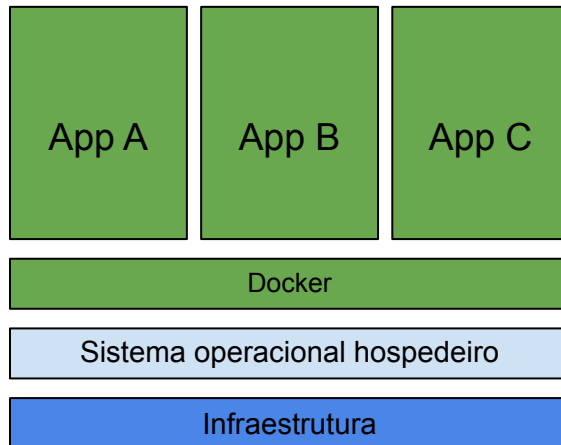 App A
App B
App C
Docker
Sistema operacional hospedeiro
Infraestrutura